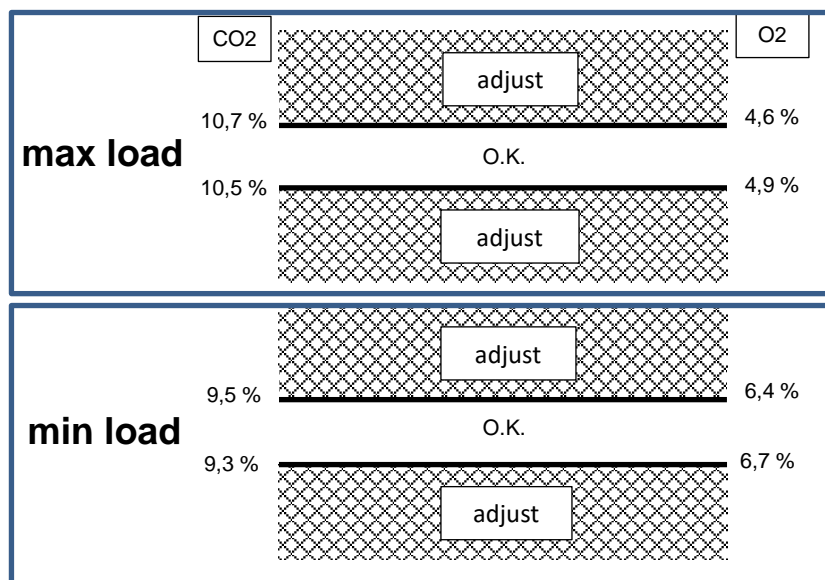 CO2
O2
adjust
10,7 %
4,6 %
max load
O.K.
10,5 %
4,9 %
adjust
adjust
9,5 %
6,4 %
min load
O.K.
9,3 %
6,7 %
adjust